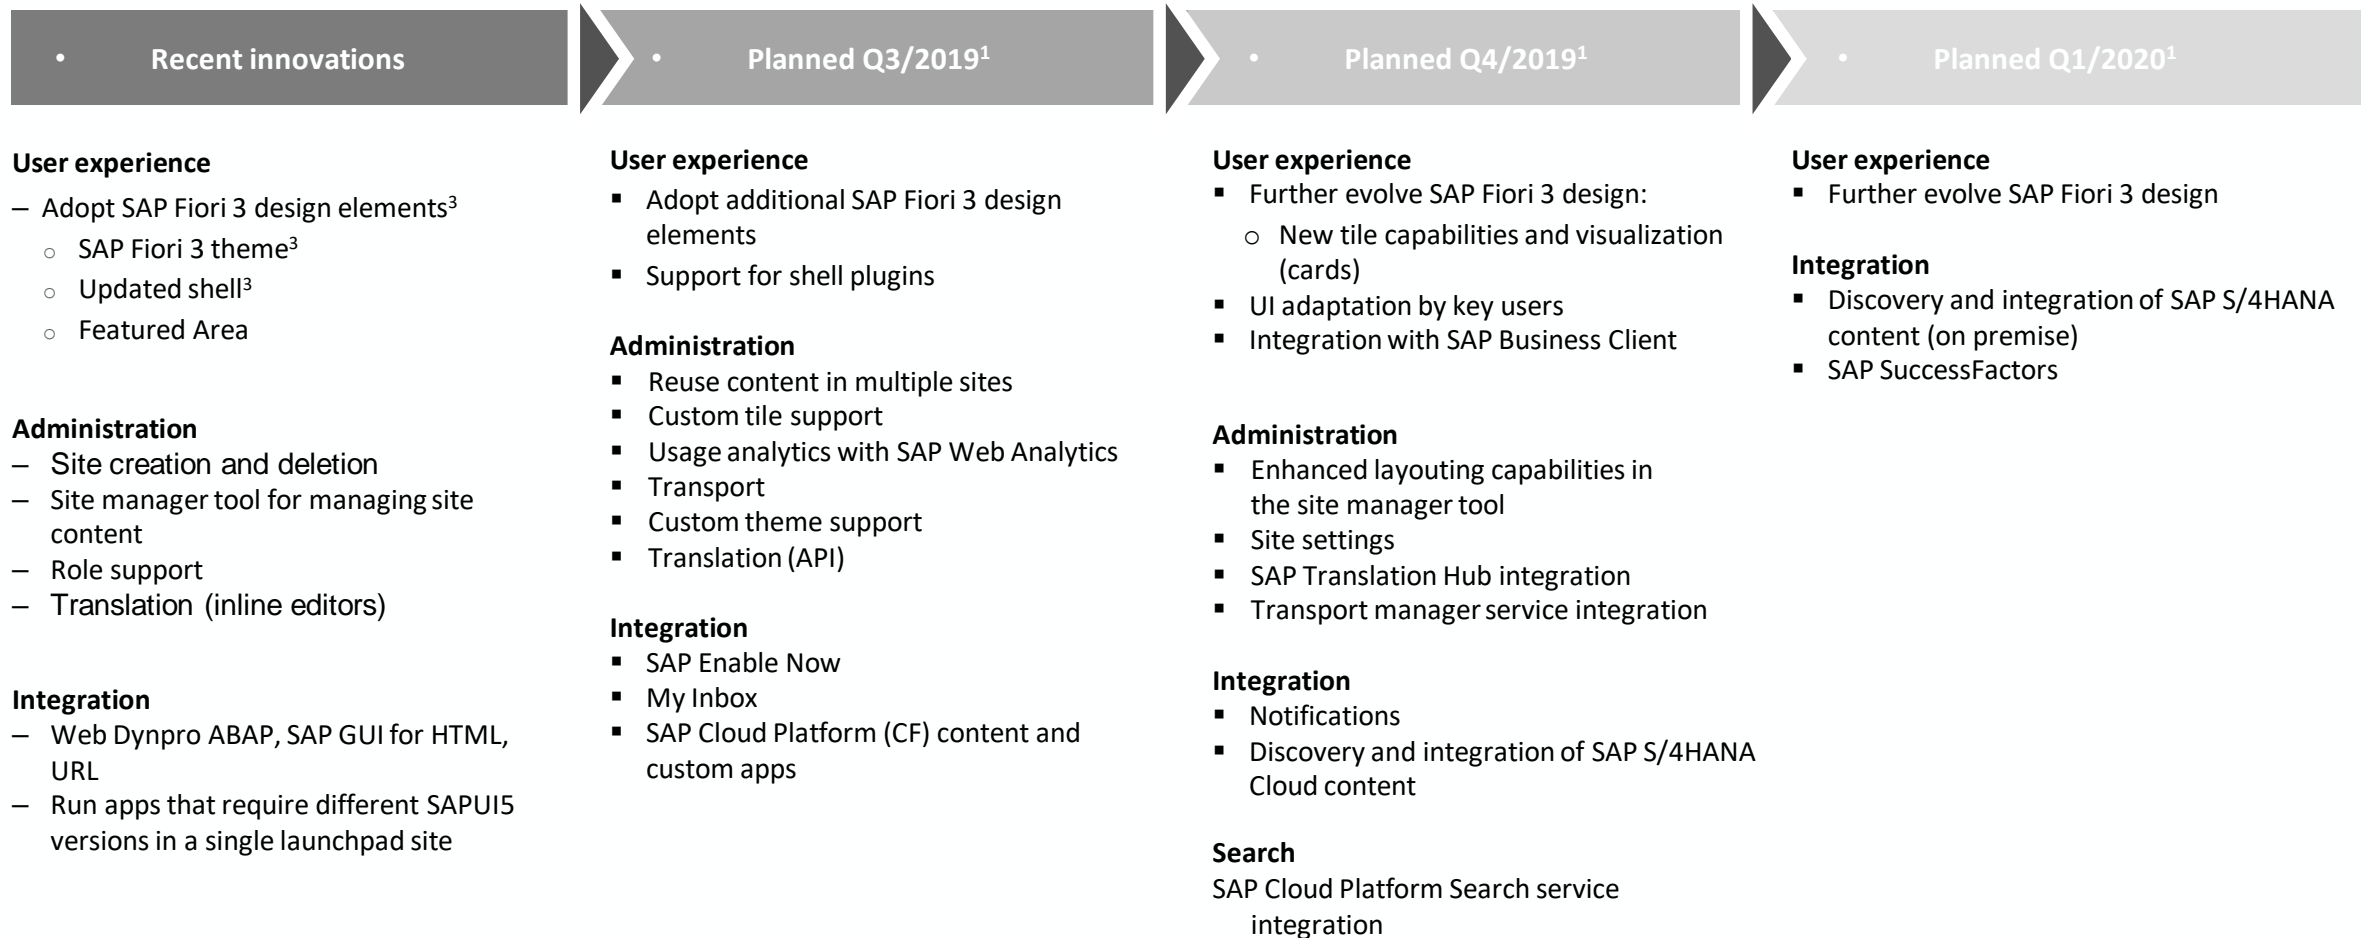 • Recent innovations
• Planned Q3/2019¹
• Planned Q4/2019¹
• Planned Q1/2020¹
User experience
– Adopt SAP Fiori 3 design elements³
○ SAP Fiori 3 theme³
○ Updated shell³
○ Featured Area
Administration
– Site creation and deletion
– Site manager tool for managing site
content
– Role support
– Translation (inline editors)
Integration
– Web Dynpro ABAP, SAP GUI for HTML,
URL
– Run apps that require different SAPUI5
versions in a single launchpad site
User experience
▪ Adopt additional SAP Fiori 3 design
elements
▪ Support for shell plugins
Administration
▪ Reuse content in multiple sites
▪ Custom tile support
▪ Usage analytics with SAP Web Analytics
▪ Transport
▪ Custom theme support
▪ Translation (API)
Integration
▪ SAP Enable Now
▪ My Inbox
▪ SAP Cloud Platform (CF) content and
custom apps
User experience
▪ Further evolve SAP Fiori 3 design:
○ New tile capabilities and visualization
(cards)
▪ UI adaptation by key users
▪ Integration with SAP Business Client
Administration
▪ Enhanced layouting capabilities in
the site manager tool
▪ Site settings
▪ SAP Translation Hub integration
▪ Transport manager service integration
Integration
▪ Notifications
▪ Discovery and integration of SAP S/4HANA
Cloud content
Search
SAP Cloud Platform Search service
integration
User experience
▪ Further evolve SAP Fiori 3 design
Integration
▪ Discovery and integration of SAP S/4HANA
content (on premise)
▪ SAP SuccessFactors